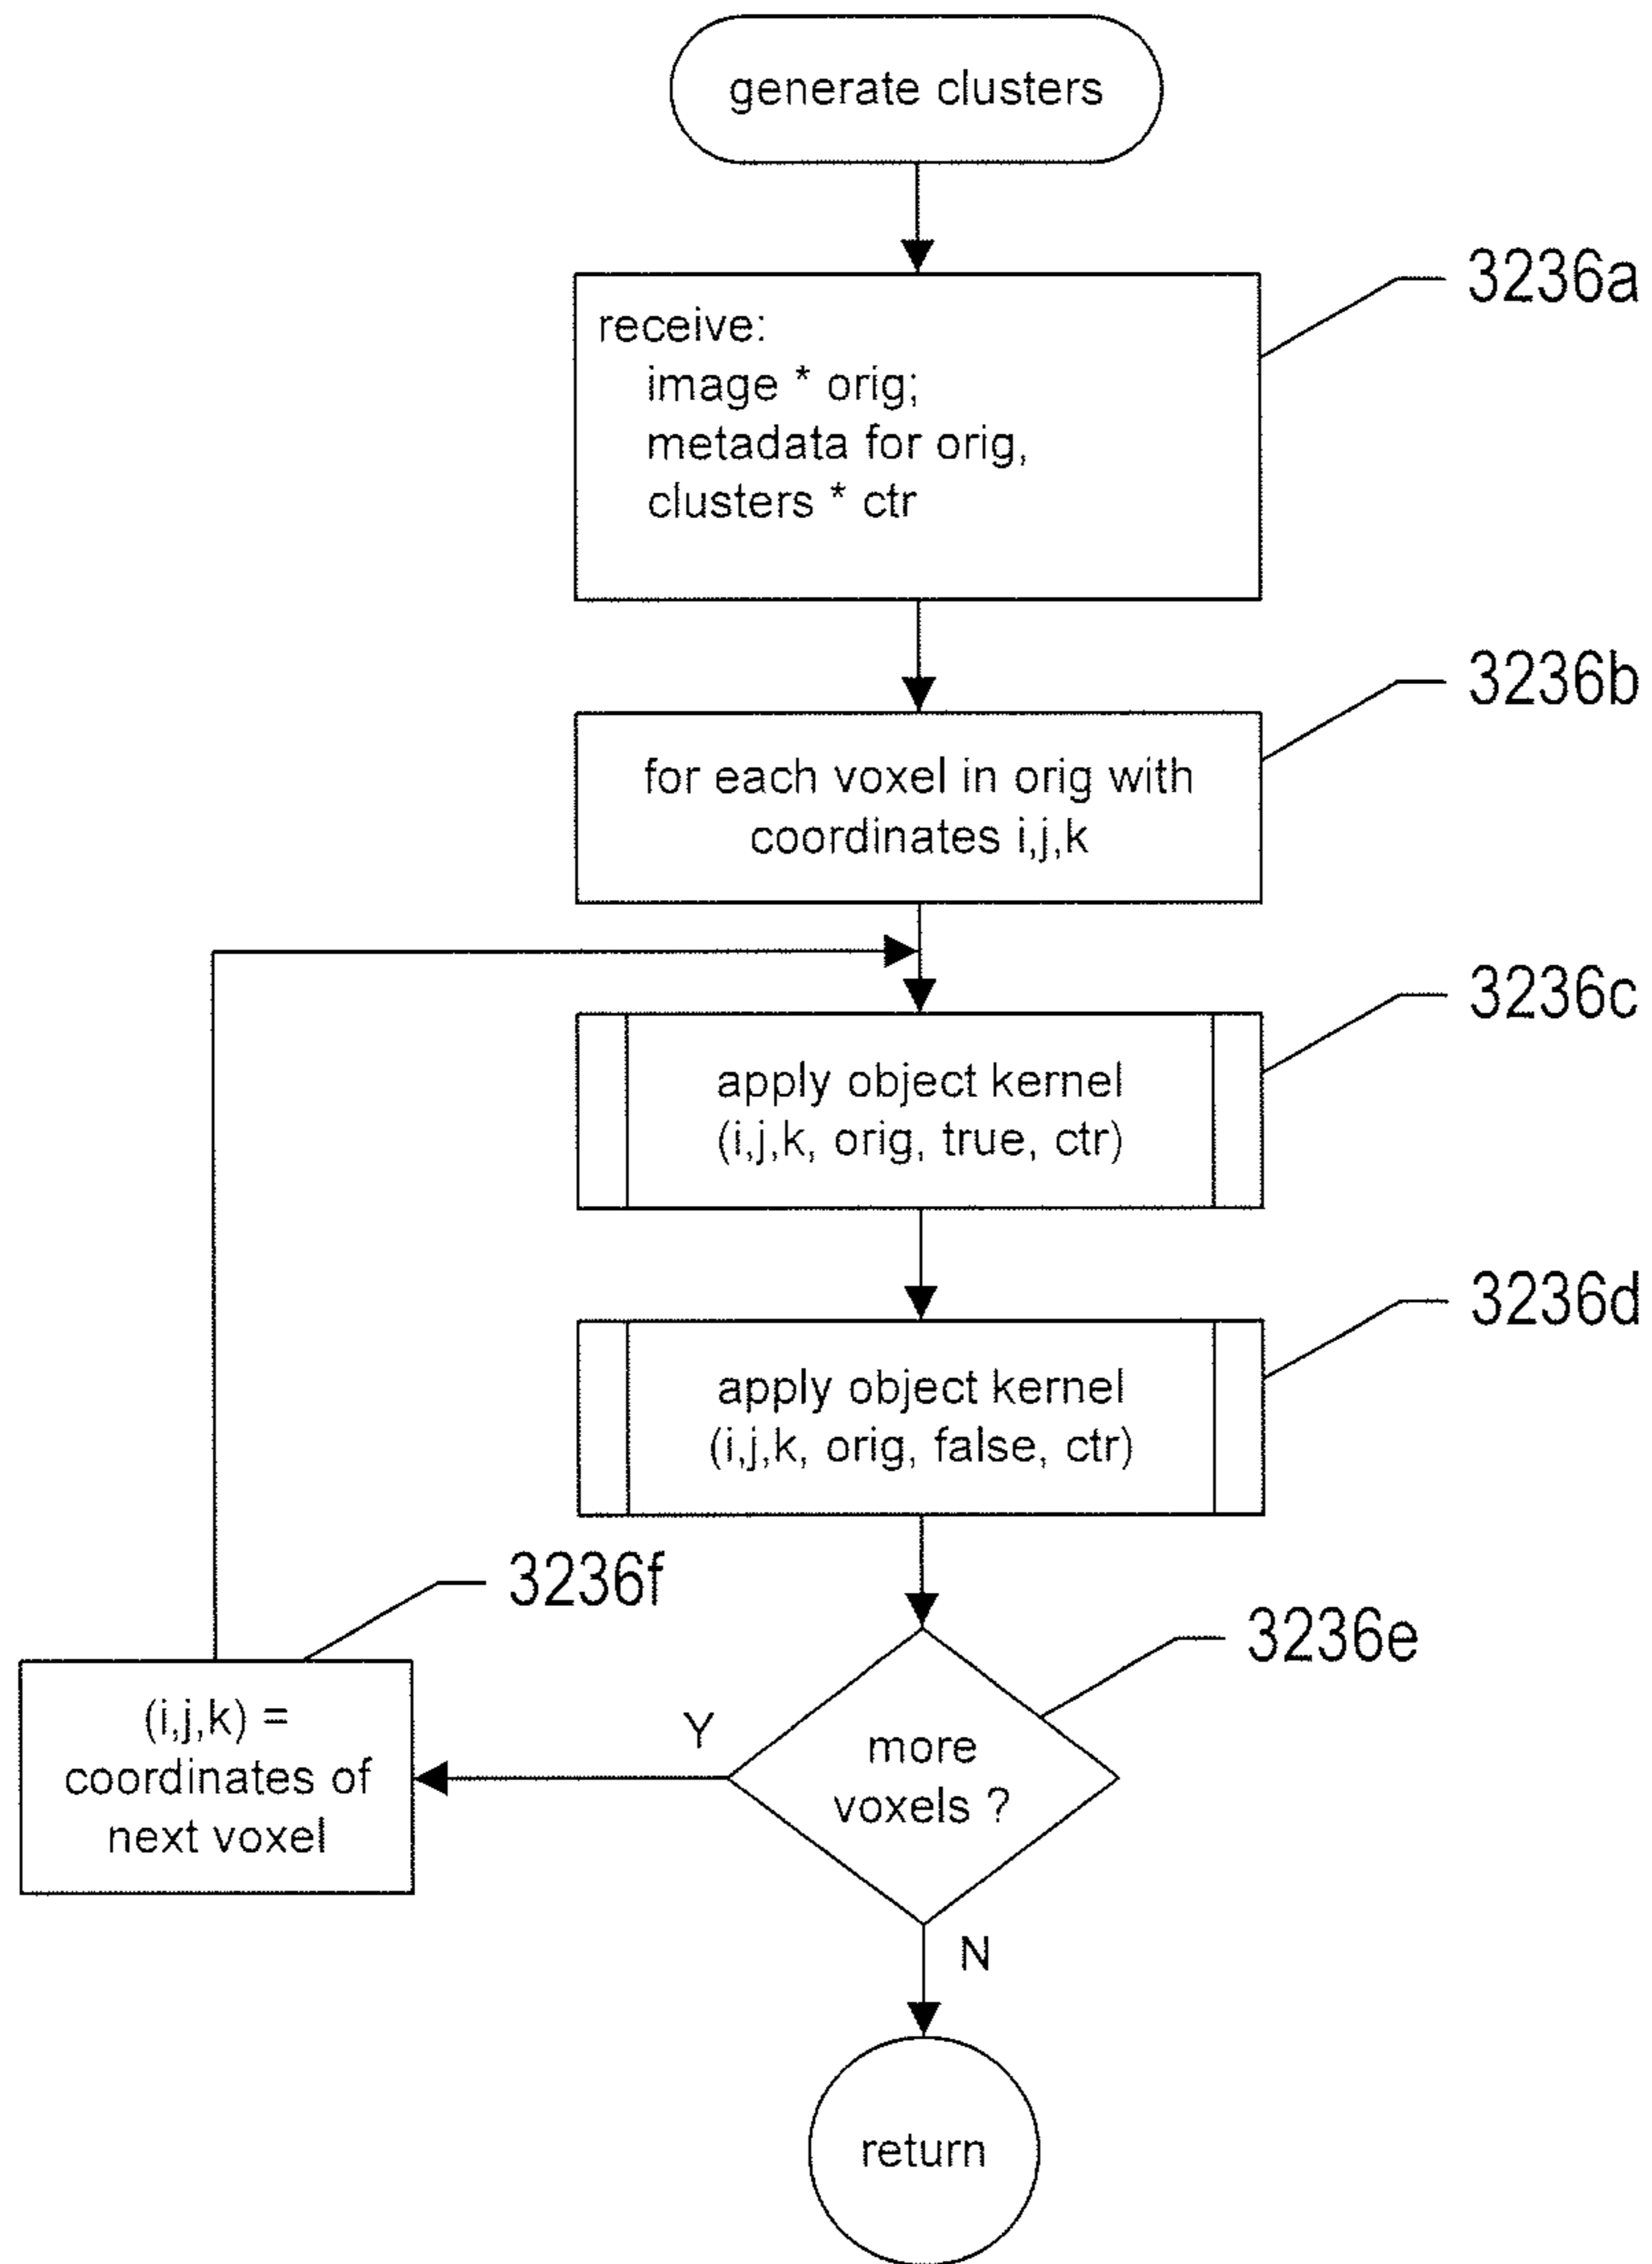 generate clusters
3236a
receive:
image * orig;
metadata for orig,
clusters * ctr
3236b
for each voxel in orig with
coordinates i,j,k
3236c
apply object kernel
(i,j,k, orig, true, ctr)
3236d
apply object kernel
(i,j,k, orig, false, ctr)
3236f
3236e
(i,j,k) =
coordinates of
next voxel
Y
more
voxels ?
N
return